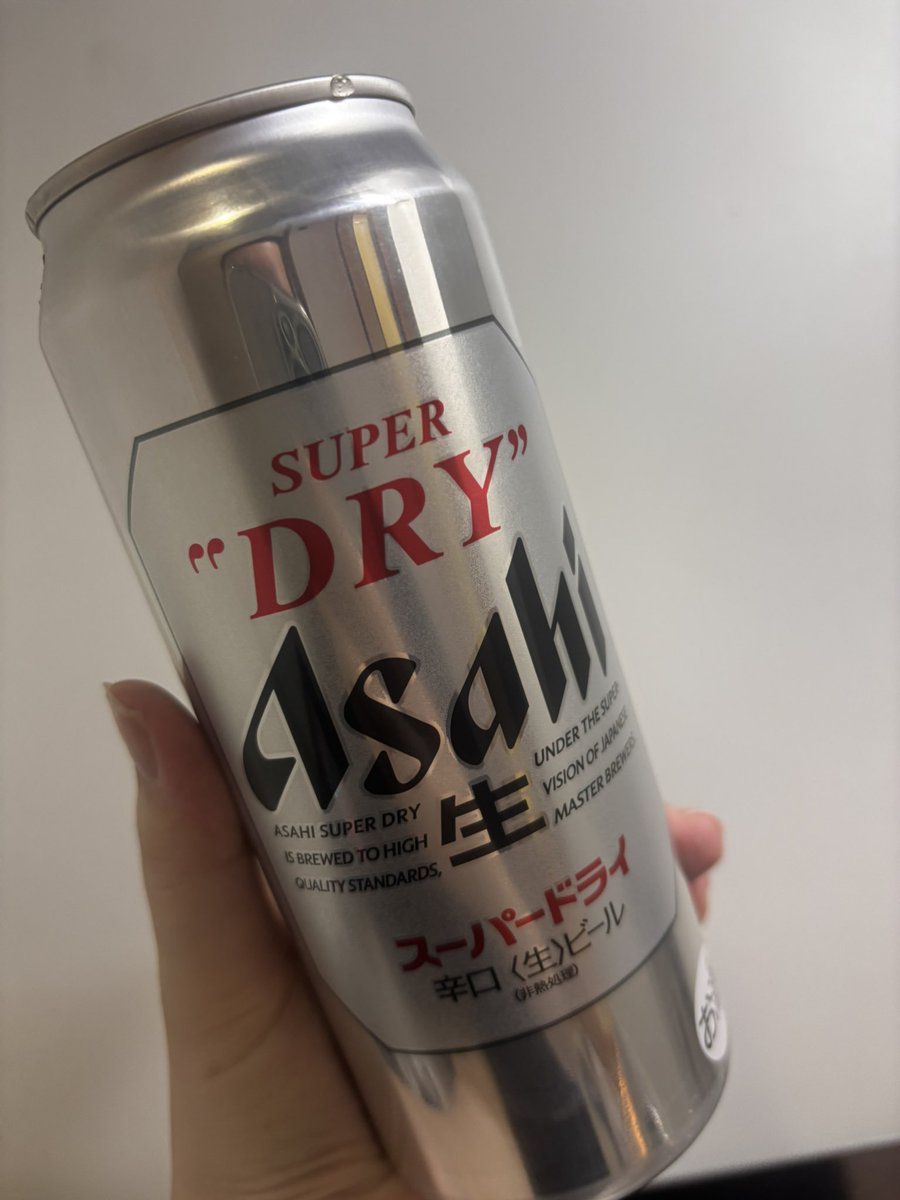 SUPER
"DRY"
Asahi
ASAHI SUPER DRY
IS BREWED TO HIGH
QUALITY STANDARDS,
生
UNDER THE SUPER-
VISION OF JAPANESE
MASTER BREWERS.
スーパードライ
辛口〈生〉ビール
(非熱処理)